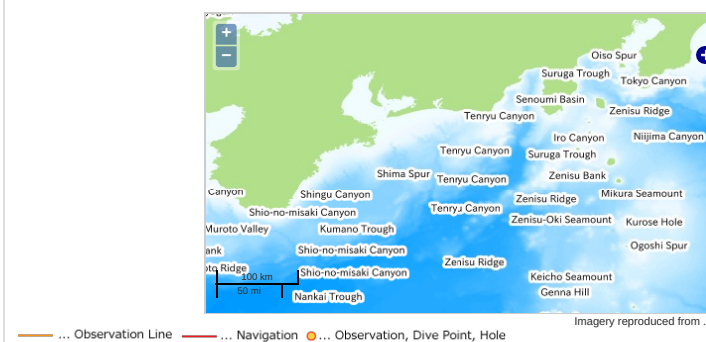 +
−
Oiso Spur
Suruga Trough
Tokyo Canyon
Senoumi Basin
Zenisu Ridge
Tenryu Canyon
Iro Canyon
Niijima Canyon
Tenryu Canyon
Suruga Trough
Shima Spur
Tenryu Canyon
Zenisu Bank
Canyon
Shingu Canyon
Zenisu Ridge
Mikura Seamount
Shio-no-misaki Canyon
Tenryu Canyon
Zenisu-Oki Seamount
Kurose Hole
Muroto Valley
Kumano Trough
Ogoshi Spur
ank
Shio-no-misaki Canyon
Zenisu Ridge
oto Ridge
Shio-no-misaki Canyon
Keicho Seamount
100 km
50 mi
Nankai Trough
Genna Hill
Imagery reproduced from .
... Observation Line
... Navigation
... Observation, Dive Point, Hole